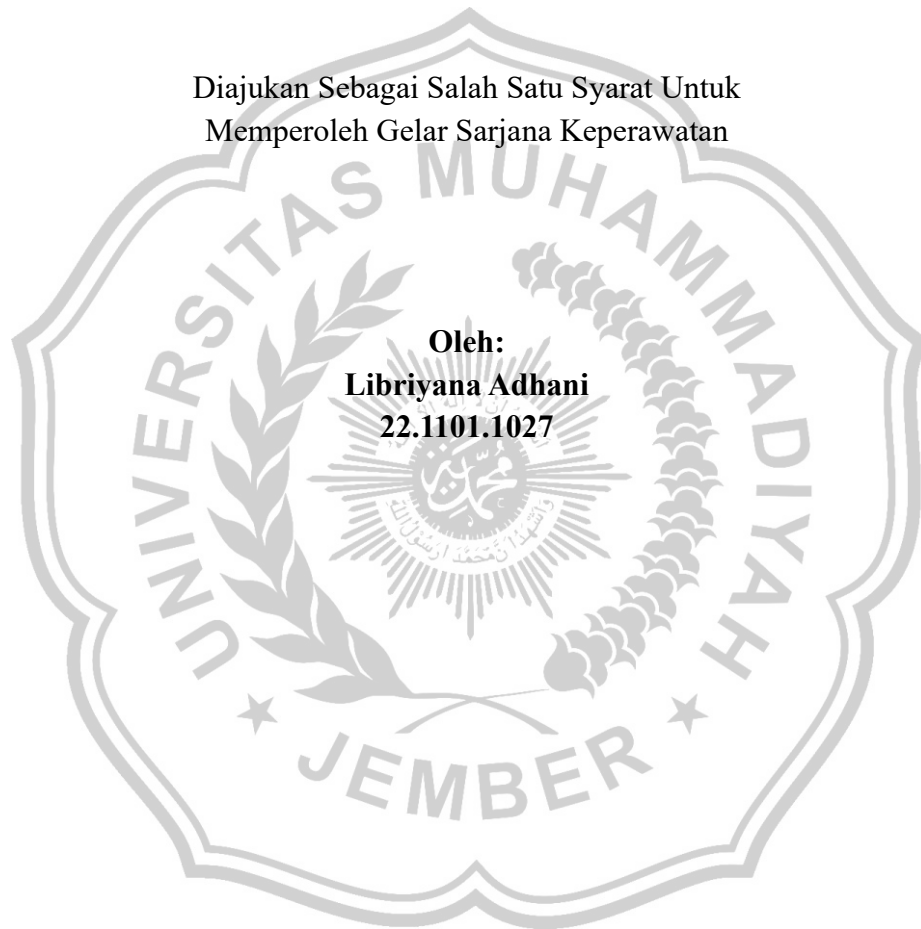 Diajukan Sebagai Salah Satu Syarat Untuk
Memperoleh Gelar Sarjana Keperawatan
UNIVERSITAS MUHAMMADIYAH
Oleh:
Libriyana Adhani
22.1101.1027
JEMBER